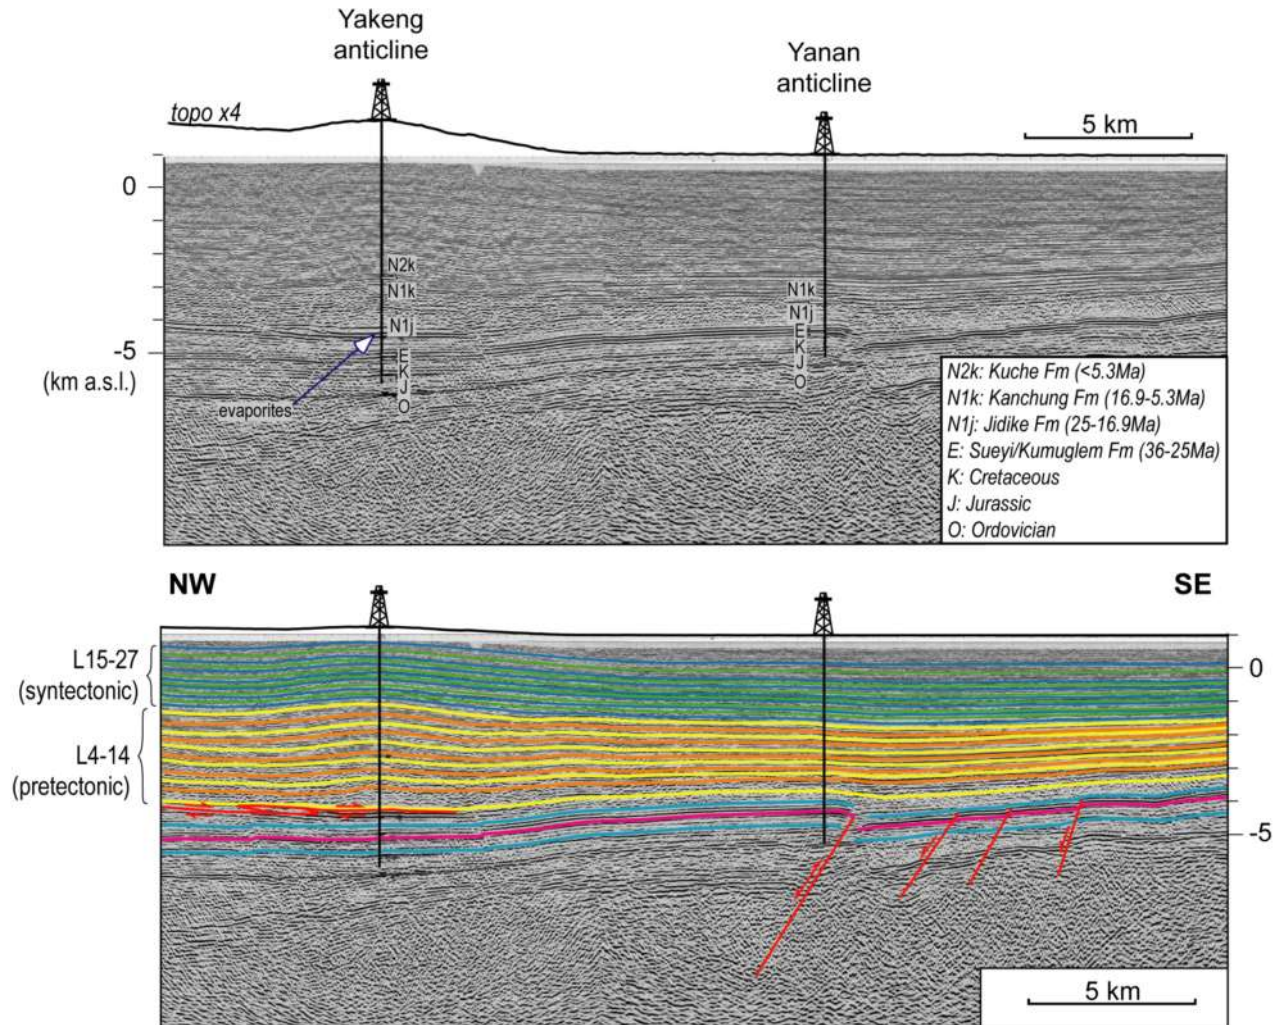 Yakeng
anticline
Yanan
anticline
topo x4
5 km
0
-5
(km a.s.l.)
N2k
N1k
N1j
E
K
J
O
evaporites
N1k
N1j
E
K
J
O
N2k: Kuche Fm (<5.3Ma)
N1k: Kanchung Fm (16.9-5.3Ma)
N1j: Jidike Fm (25-16.9Ma)
E: Sueyi/Kumuglem Fm (36-25Ma)
K: Cretaceous
J: Jurassic
O: Ordovician
NW
SE
L15-27
(syntectonic)
L4-14
(pretectonic)
0
-5
5 km